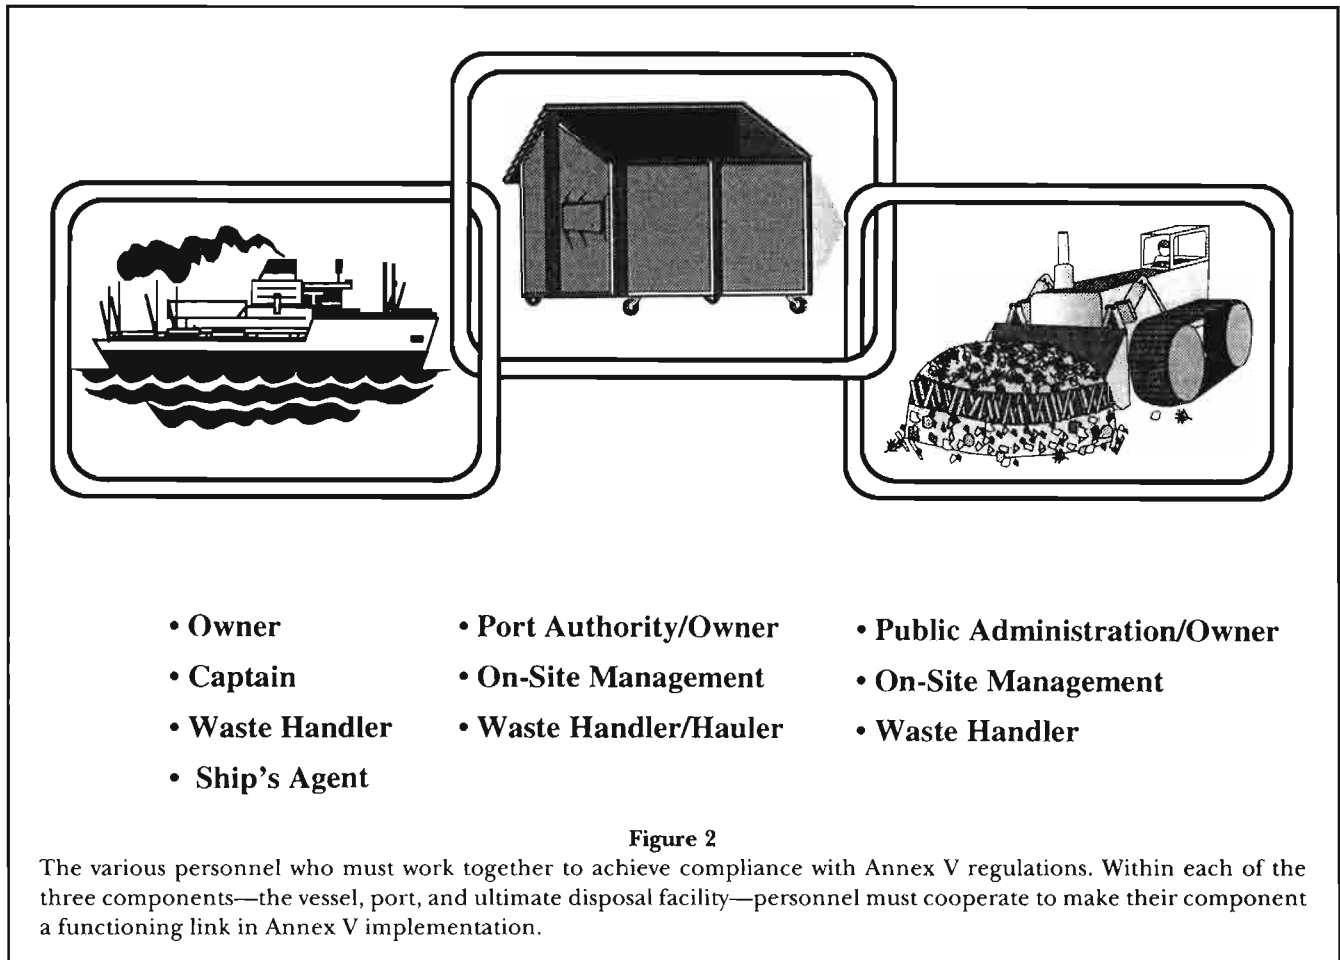 • Owner
• Captain
• Waste Handler
• Ship's Agent
• Port Authority/Owner
• On-Site Management
• Waste Handler/Hauler
• Public Administration/Owner
• On-Site Management
• Waste Handler
Figure 2
The various personnel who must work together to achieve compliance with Annex V regulations. Within each of the
three components—the vessel, port, and ultimate disposal facility—personnel must cooperate to make their component
a functioning link in Annex V implementation.